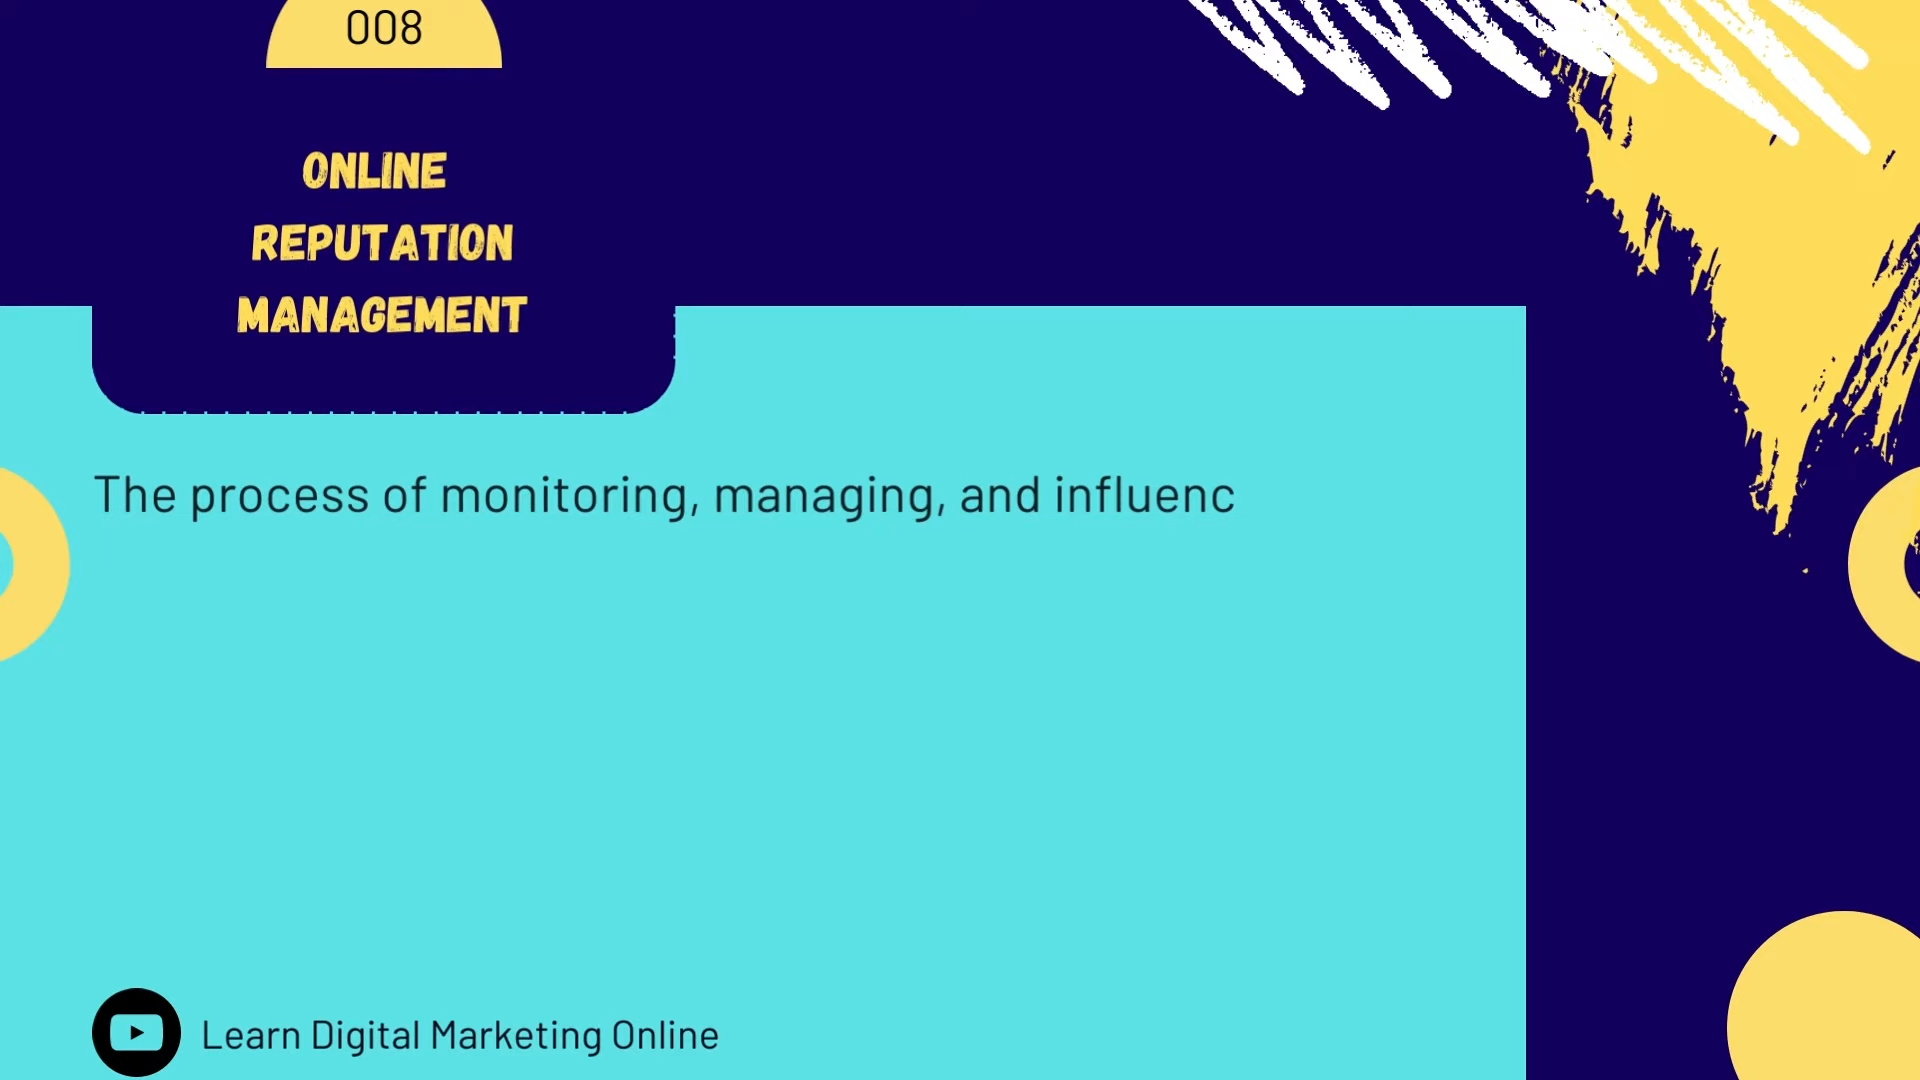 008
ONLINE
REPUTATION
MANAGEMENT
The process of monitoring, managing, and influenc
Learn Digital Marketing Online